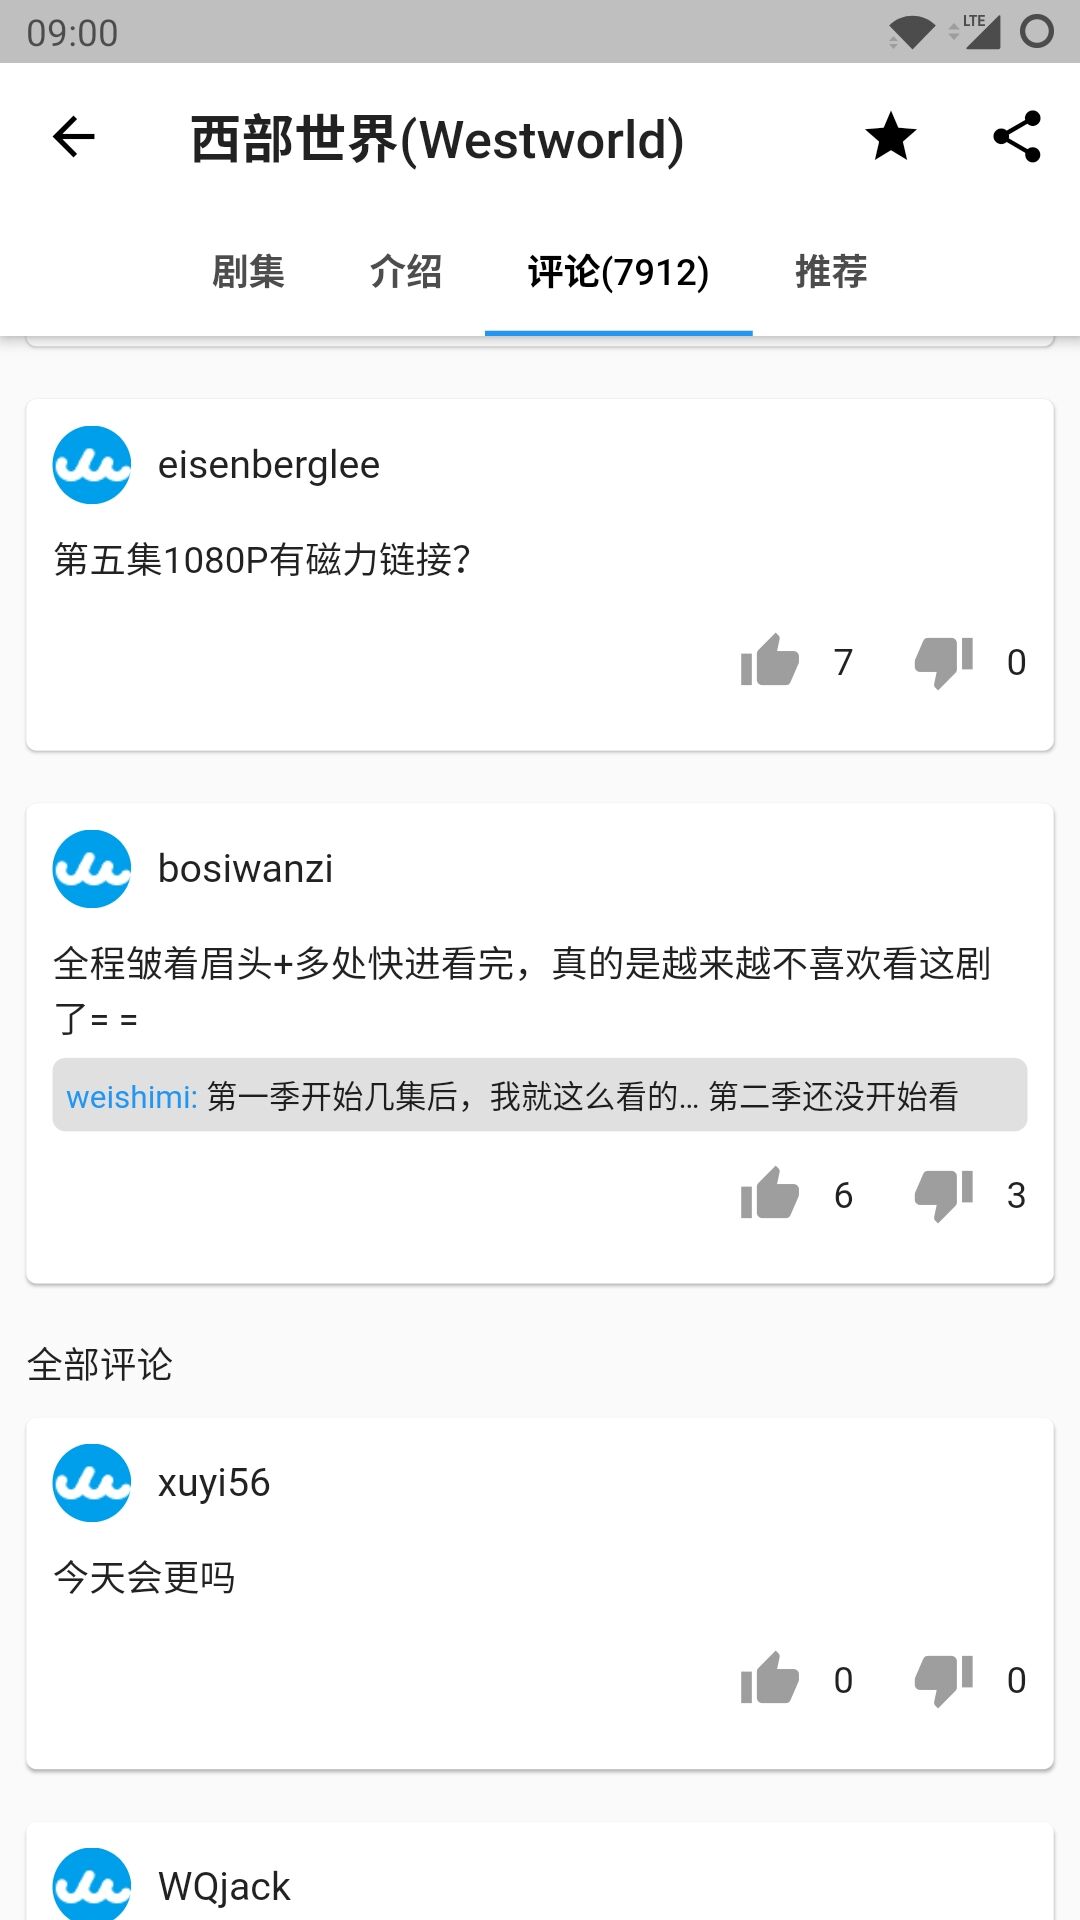 09:00
LTE
西部世界(Westworld)
剧集
介绍
评论(7912)
推荐
eisenberglee
第五集1080P有磁力链接?
7
0
bosiwanzi
全程皱着眉头+多处快进看完，真的是越来越不喜欢看这剧
了= =
weishimi: 第一季开始几集后，我就这么看的... 第二季还没开始看
6
3
全部评论
xuyi56
今天会更吗
0
0
WQjack